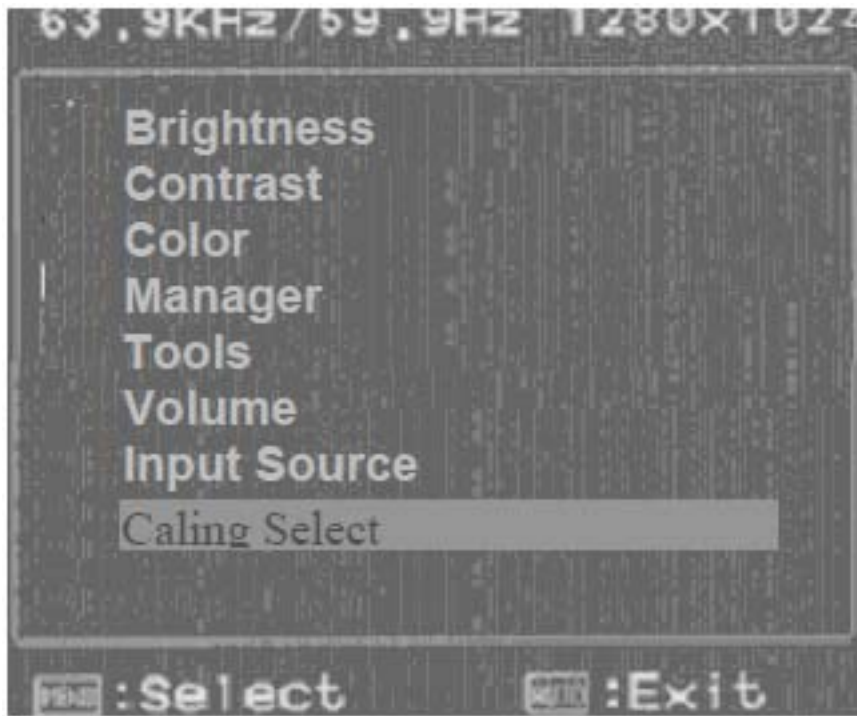 63.9KHz/59.9Hz 1280x1024
Brightness
Contrast
Color
Manager
Tools
Volume
Input Source
Caling Select
:Select :Exit